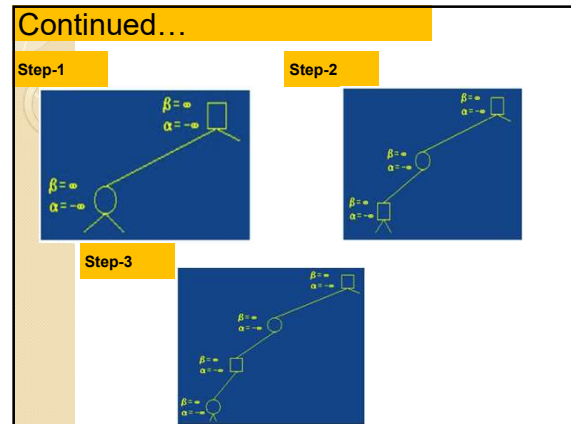 Continued…
Step-1
β = ∞
α = -∞
β = ∞
α = -∞
Step-2
β = ∞
α = -∞
β = ∞
α = -∞
β = ∞
α = -∞
Step-3
β = ∞
α = -∞
β = ∞
α = -∞
β = ∞
α = -∞
β = ∞
α = -∞